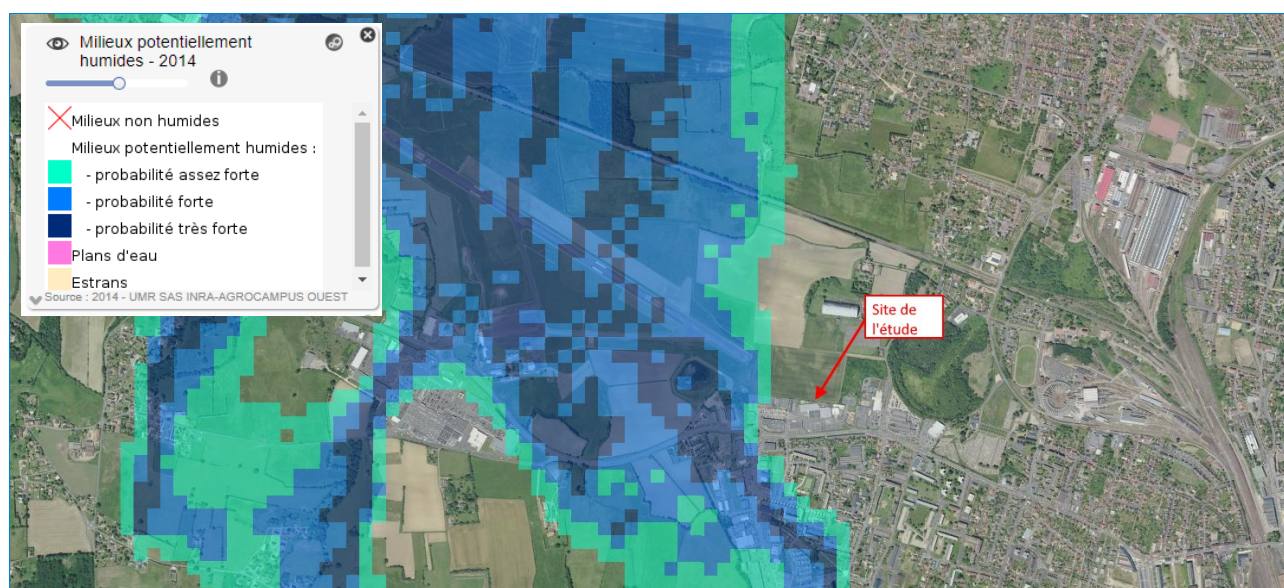 Milieux potentiellement
humides - 2014
Milieux non humides
Milieux potentiellement humides :
- probabilité assez forte
- probabilité forte
- probabilité très forte
Plans d'eau
Estrans
Source : 2014 - UMR SAS INRA-AGROCAMPUS OUEST
Site de
l'étude